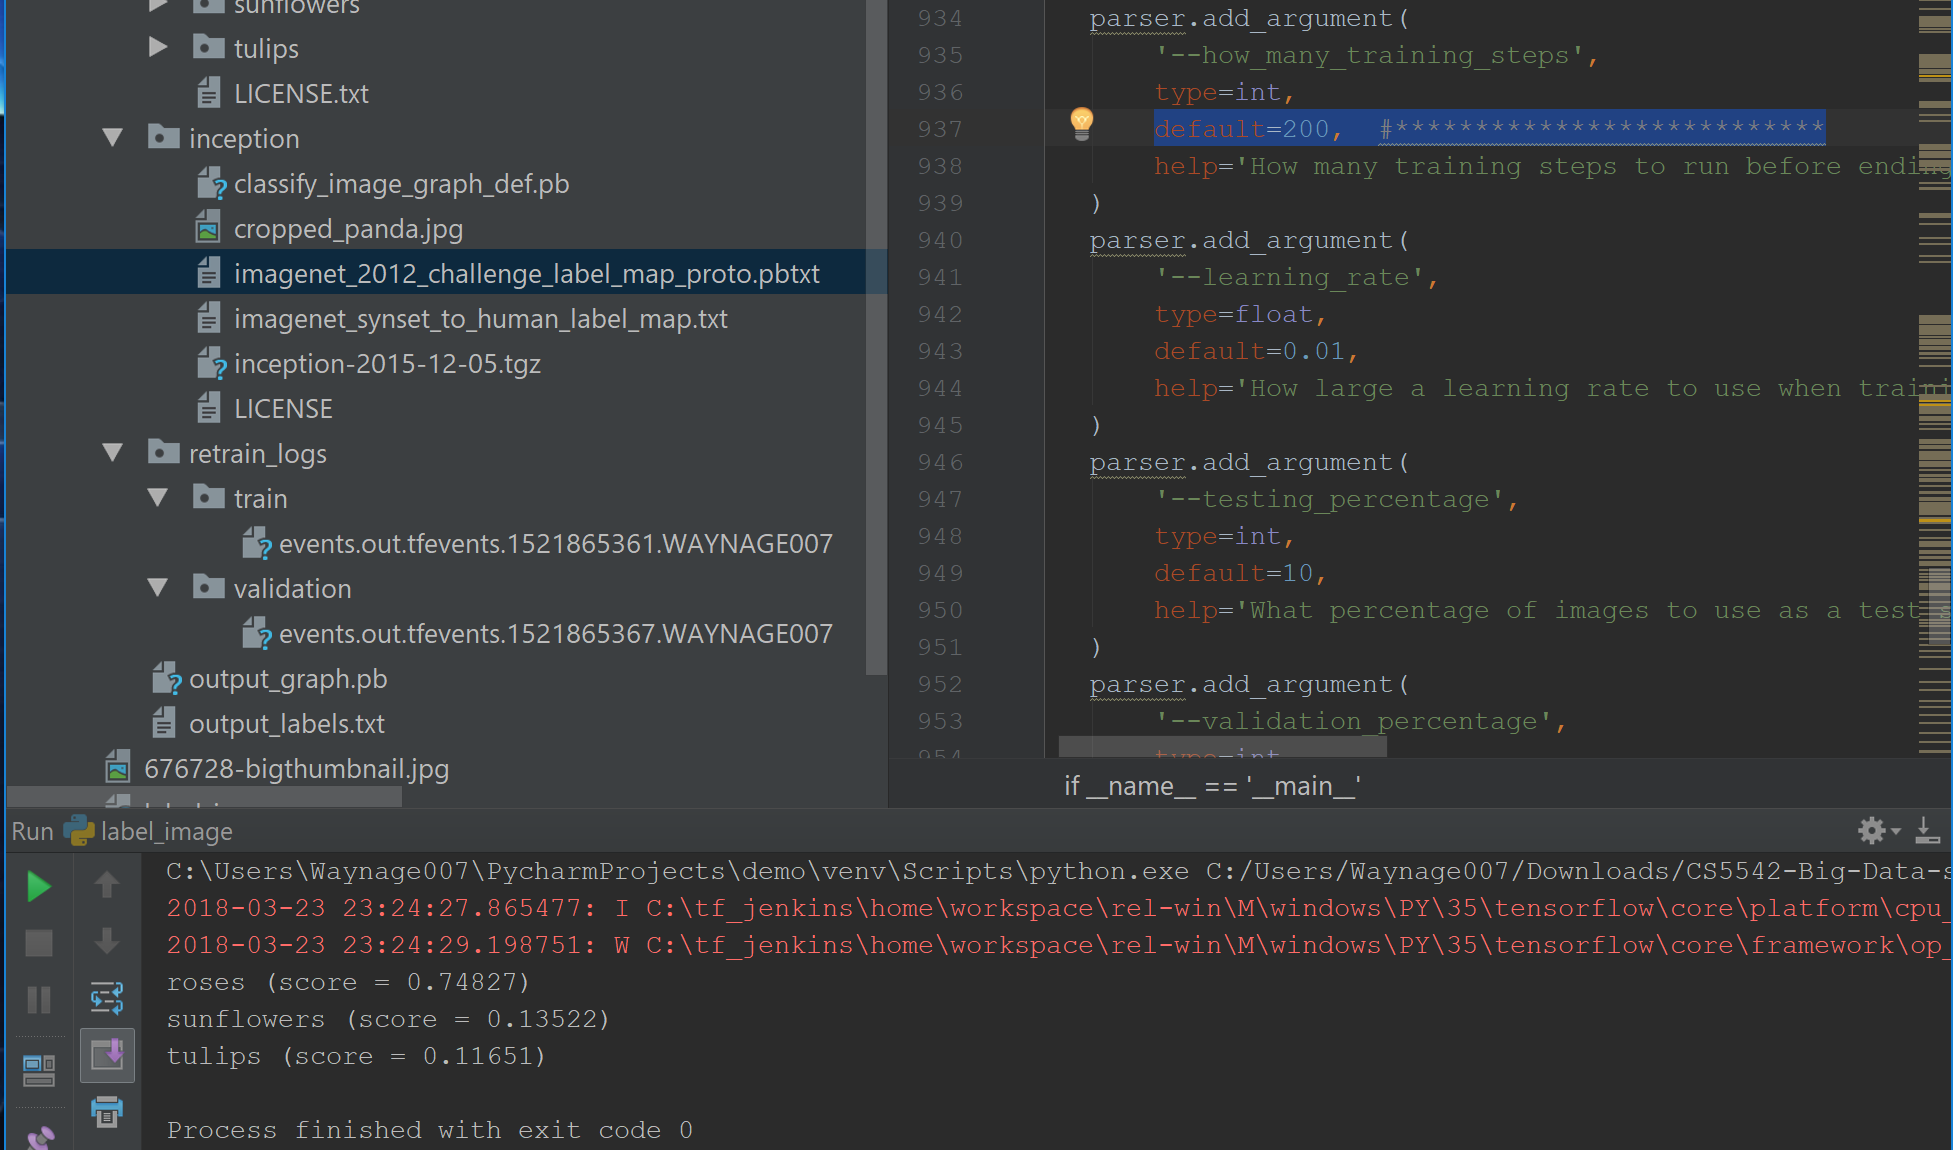 sunflowers
tulips
LICENSE.txt
inception
classify_image_graph_def.pb
cropped_panda.jpg
imagenet_2012_challenge_label_map_proto.pbtxt
imagenet_synset_to_human_label_map.txt
inception-2015-12-05.tgz
LICENSE
retrain_logs
train
events.out.tfevents.1521865361.WAYNAGE007
validation
events.out.tfevents.1521865367.WAYNAGE007
output_graph.pb
output_labels.txt
676728-bigthumbnail.jpg
934 parser.add_argument(
935 '--how_many_training_steps',
936 type=int,
937 default=200, #***************************
938 help='How many training steps to run before ending
939 )
940 parser.add_argument(
941 '--learning_rate',
942 type=float,
943 default=0.01,
944 help='How large a learning rate to use when traini
945 )
946 parser.add_argument(
947 '--testing_percentage',
948 type=int,
949 default=10,
950 help='What percentage of images to use as a test s
951 )
952 parser.add_argument(
953 '--validation_percentage',
954 type=int
if __name__ == '__main__'
Run label_image
C:\Users\Waynage007\PycharmProjects\demo\venv\Scripts\python.exe C:/Users/Waynage007/Downloads/CS5542-Big-Data-s
2018-03-23 23:24:27.865477: I C:\tf_jenkins\home\workspace\rel-win\M\windows\PY\35\tensorflow\core\platform\cpu_
2018-03-23 23:24:29.198751: W C:\tf_jenkins\home\workspace\rel-win\M\windows\PY\35\tensorflow\core\framework\op_
roses (score = 0.74827)
sunflowers (score = 0.13522)
tulips (score = 0.11651)
Process finished with exit code 0